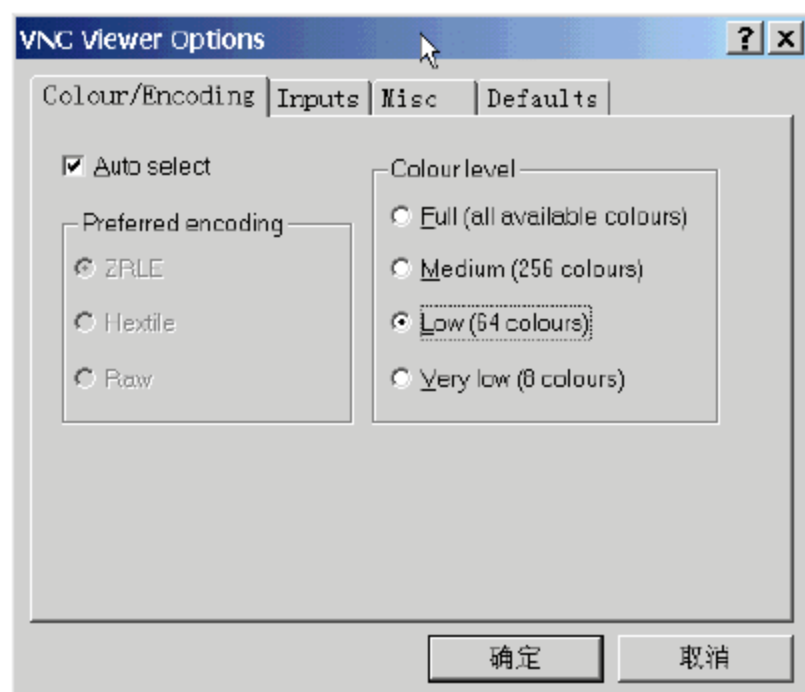 VNC Viewer Options
Colour/Encoding Inputs Misc Defaults
Auto select
Preferred encoding
ZRLE
Hextile
Raw
Colour level
Full (all available colours)
Medium (256 colours)
Low (64 colours)
Very low (8 colours)
确定 取消